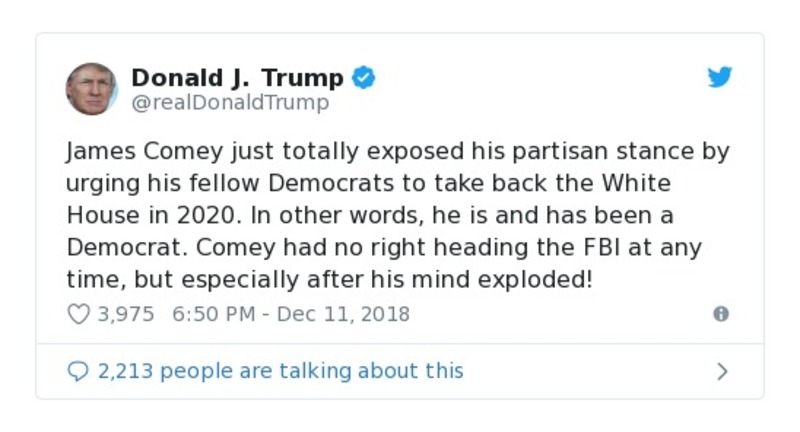 Donald J. Trump
@realDonaldTrump
James Comey just totally exposed his partisan stance by
urging his fellow Democrats to take back the White
House in 2020. In other words, he is and has been a
Democrat. Comey had no right heading the FBI at any
time, but especially after his mind exploded!
3,975 6:50 PM - Dec 11, 2018
2,213 people are talking about this